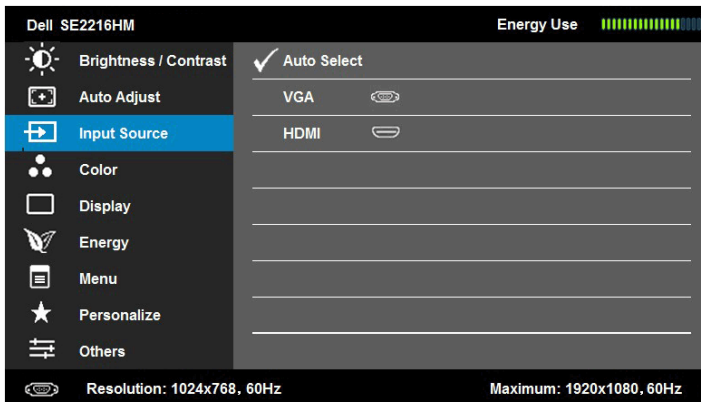 Dell SE2216HM Energy Use
Brightness / Contrast Auto Select
Auto Adjust VGA
Input Source HDMI
Color
Display
Energy
Menu
Personalize
Others
Resolution: 1024x768, 60Hz Maximum: 1920x1080, 60Hz